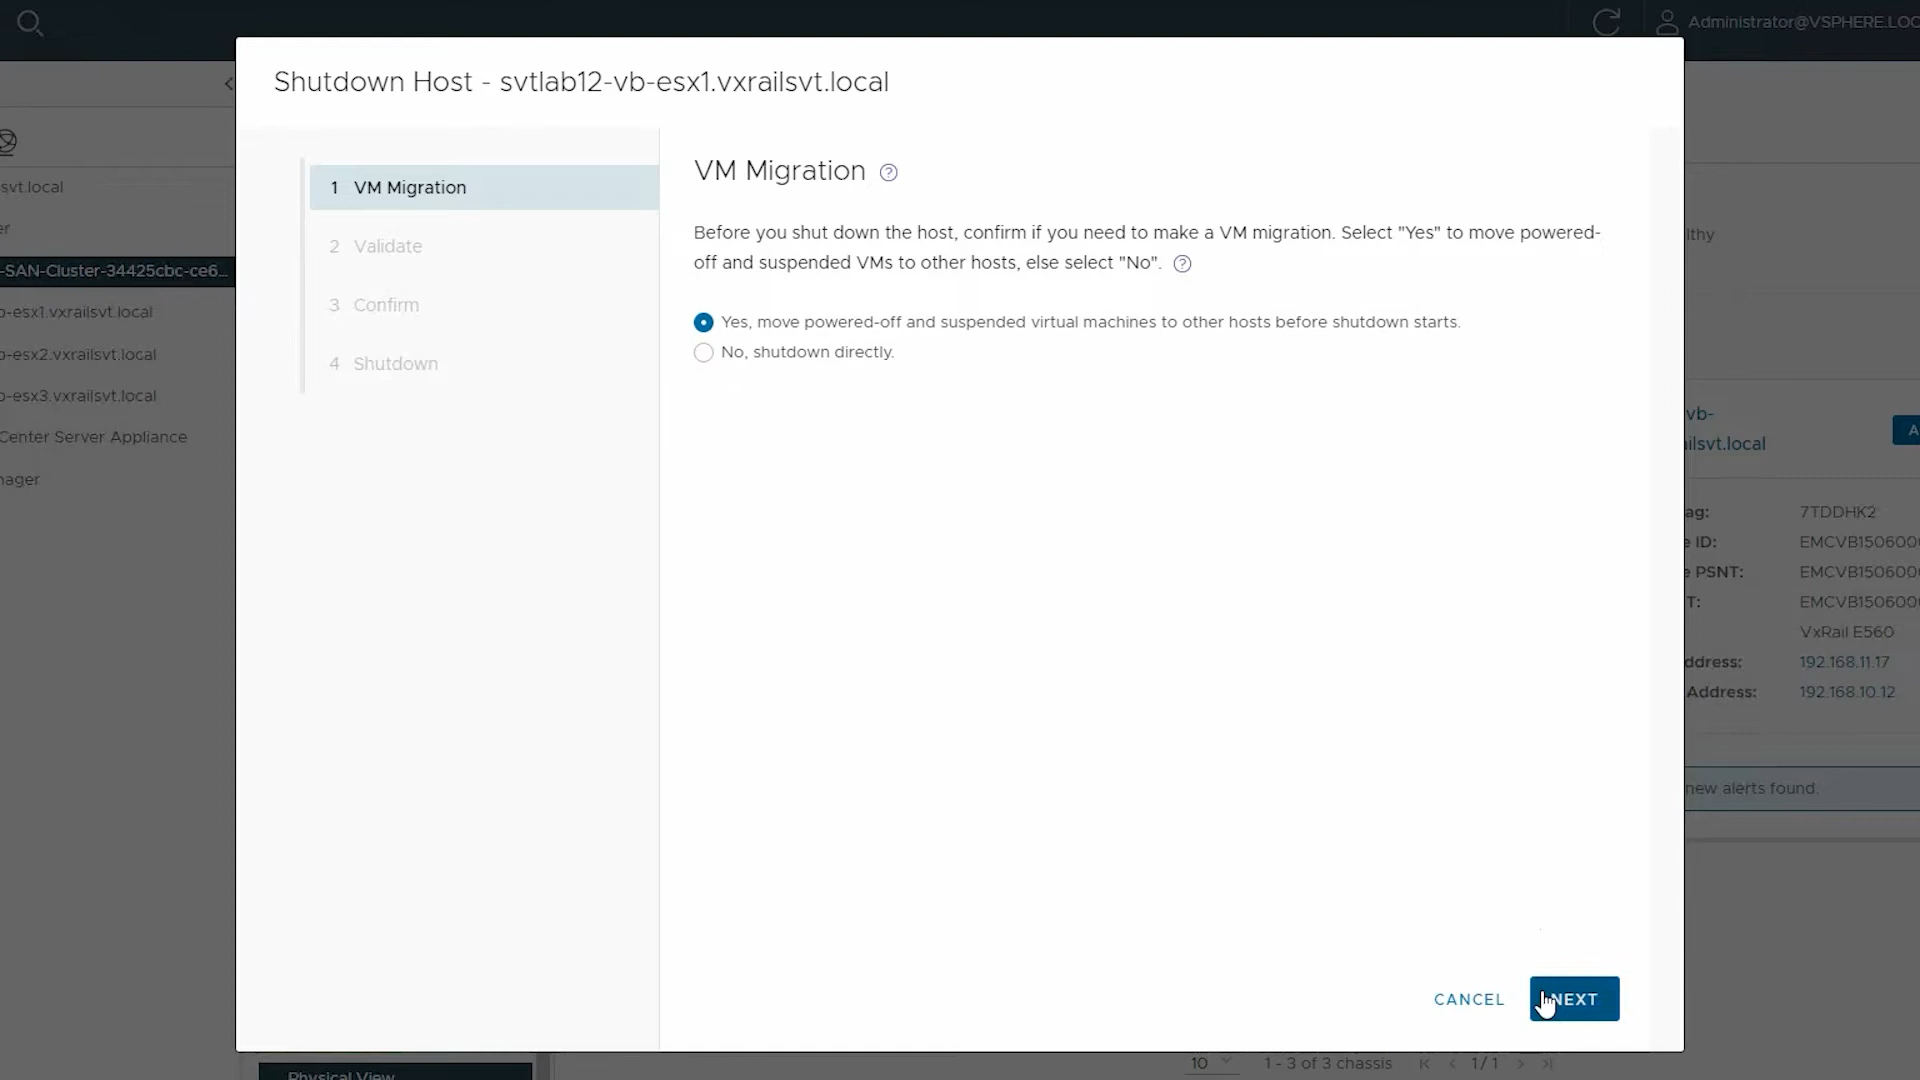 Administrator@VSPHERE.LOC
Shutdown Host - svtlab12-vb-esx1.vxrailsvt.local
svt.local
er
-SAN-Cluster-34425cbc-ce6...
b-esx1.vxrailsvt.local
b-esx2.vxrailsvt.local
b-esx3.vxrailsvt.local
Center Server Appliance
nager
1 VM Migration
2 Validate
3 Confirm
4 Shutdown
VM Migration
Before you shut down the host, confirm if you need to make a VM migration. Select "Yes" to move powered-
off and suspended VMs to other hosts, else select "No".
Yes, move powered-off and suspended virtual machines to other hosts before shutdown starts.
No, shutdown directly.
CANCEL
NEXT
lthy
vb-
ilsvt.local
A
ag: 7TDDHK2
e ID: EMCVB150600
e PSNT: EMCVB150600
T: EMCVB150600
VxRail E560
ddress: 192.168.11.17
Address: 192.168.10.12
new alerts found.
Physical View
10
1 - 3 of 3 chassis
1 / 1